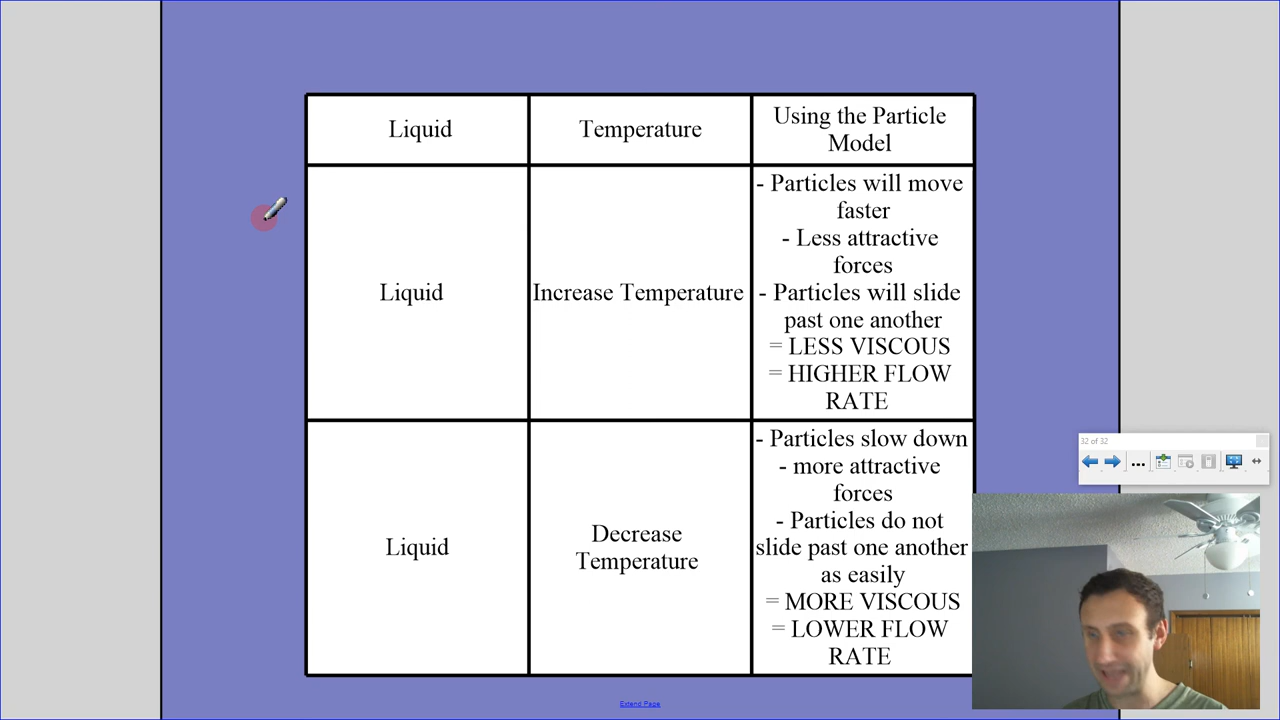 Liquid
Temperature
Using the Particle
Model
Liquid
Increase Temperature
- Particles will move
faster
- Less attractive
forces
- Particles will slide
past one another
= LESS VISCOUS
= HIGHER FLOW
RATE
Liquid
Decrease
Temperature
- Particles slow down
- more attractive
forces
- Particles do not
slide past one another
as easily
= MORE VISCOUS
= LOWER FLOW
RATE
32 of 32
Extend Page